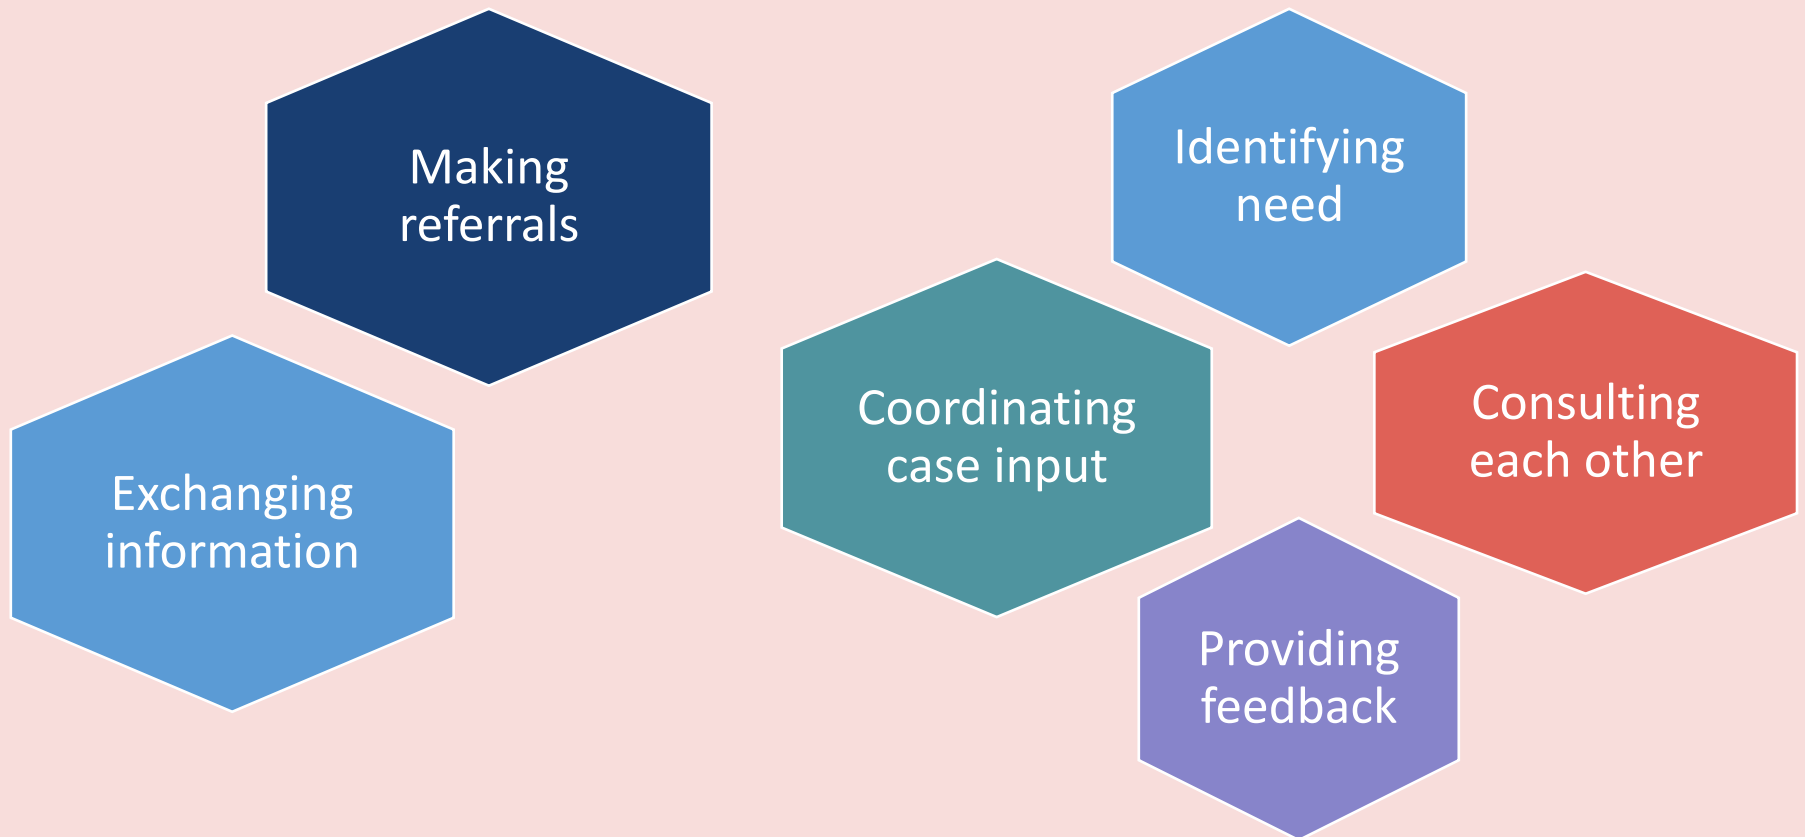 Making
referrals
Exchanging
information
Identifying
need
Coordinating
case input
Consulting
each other
Providing
feedback